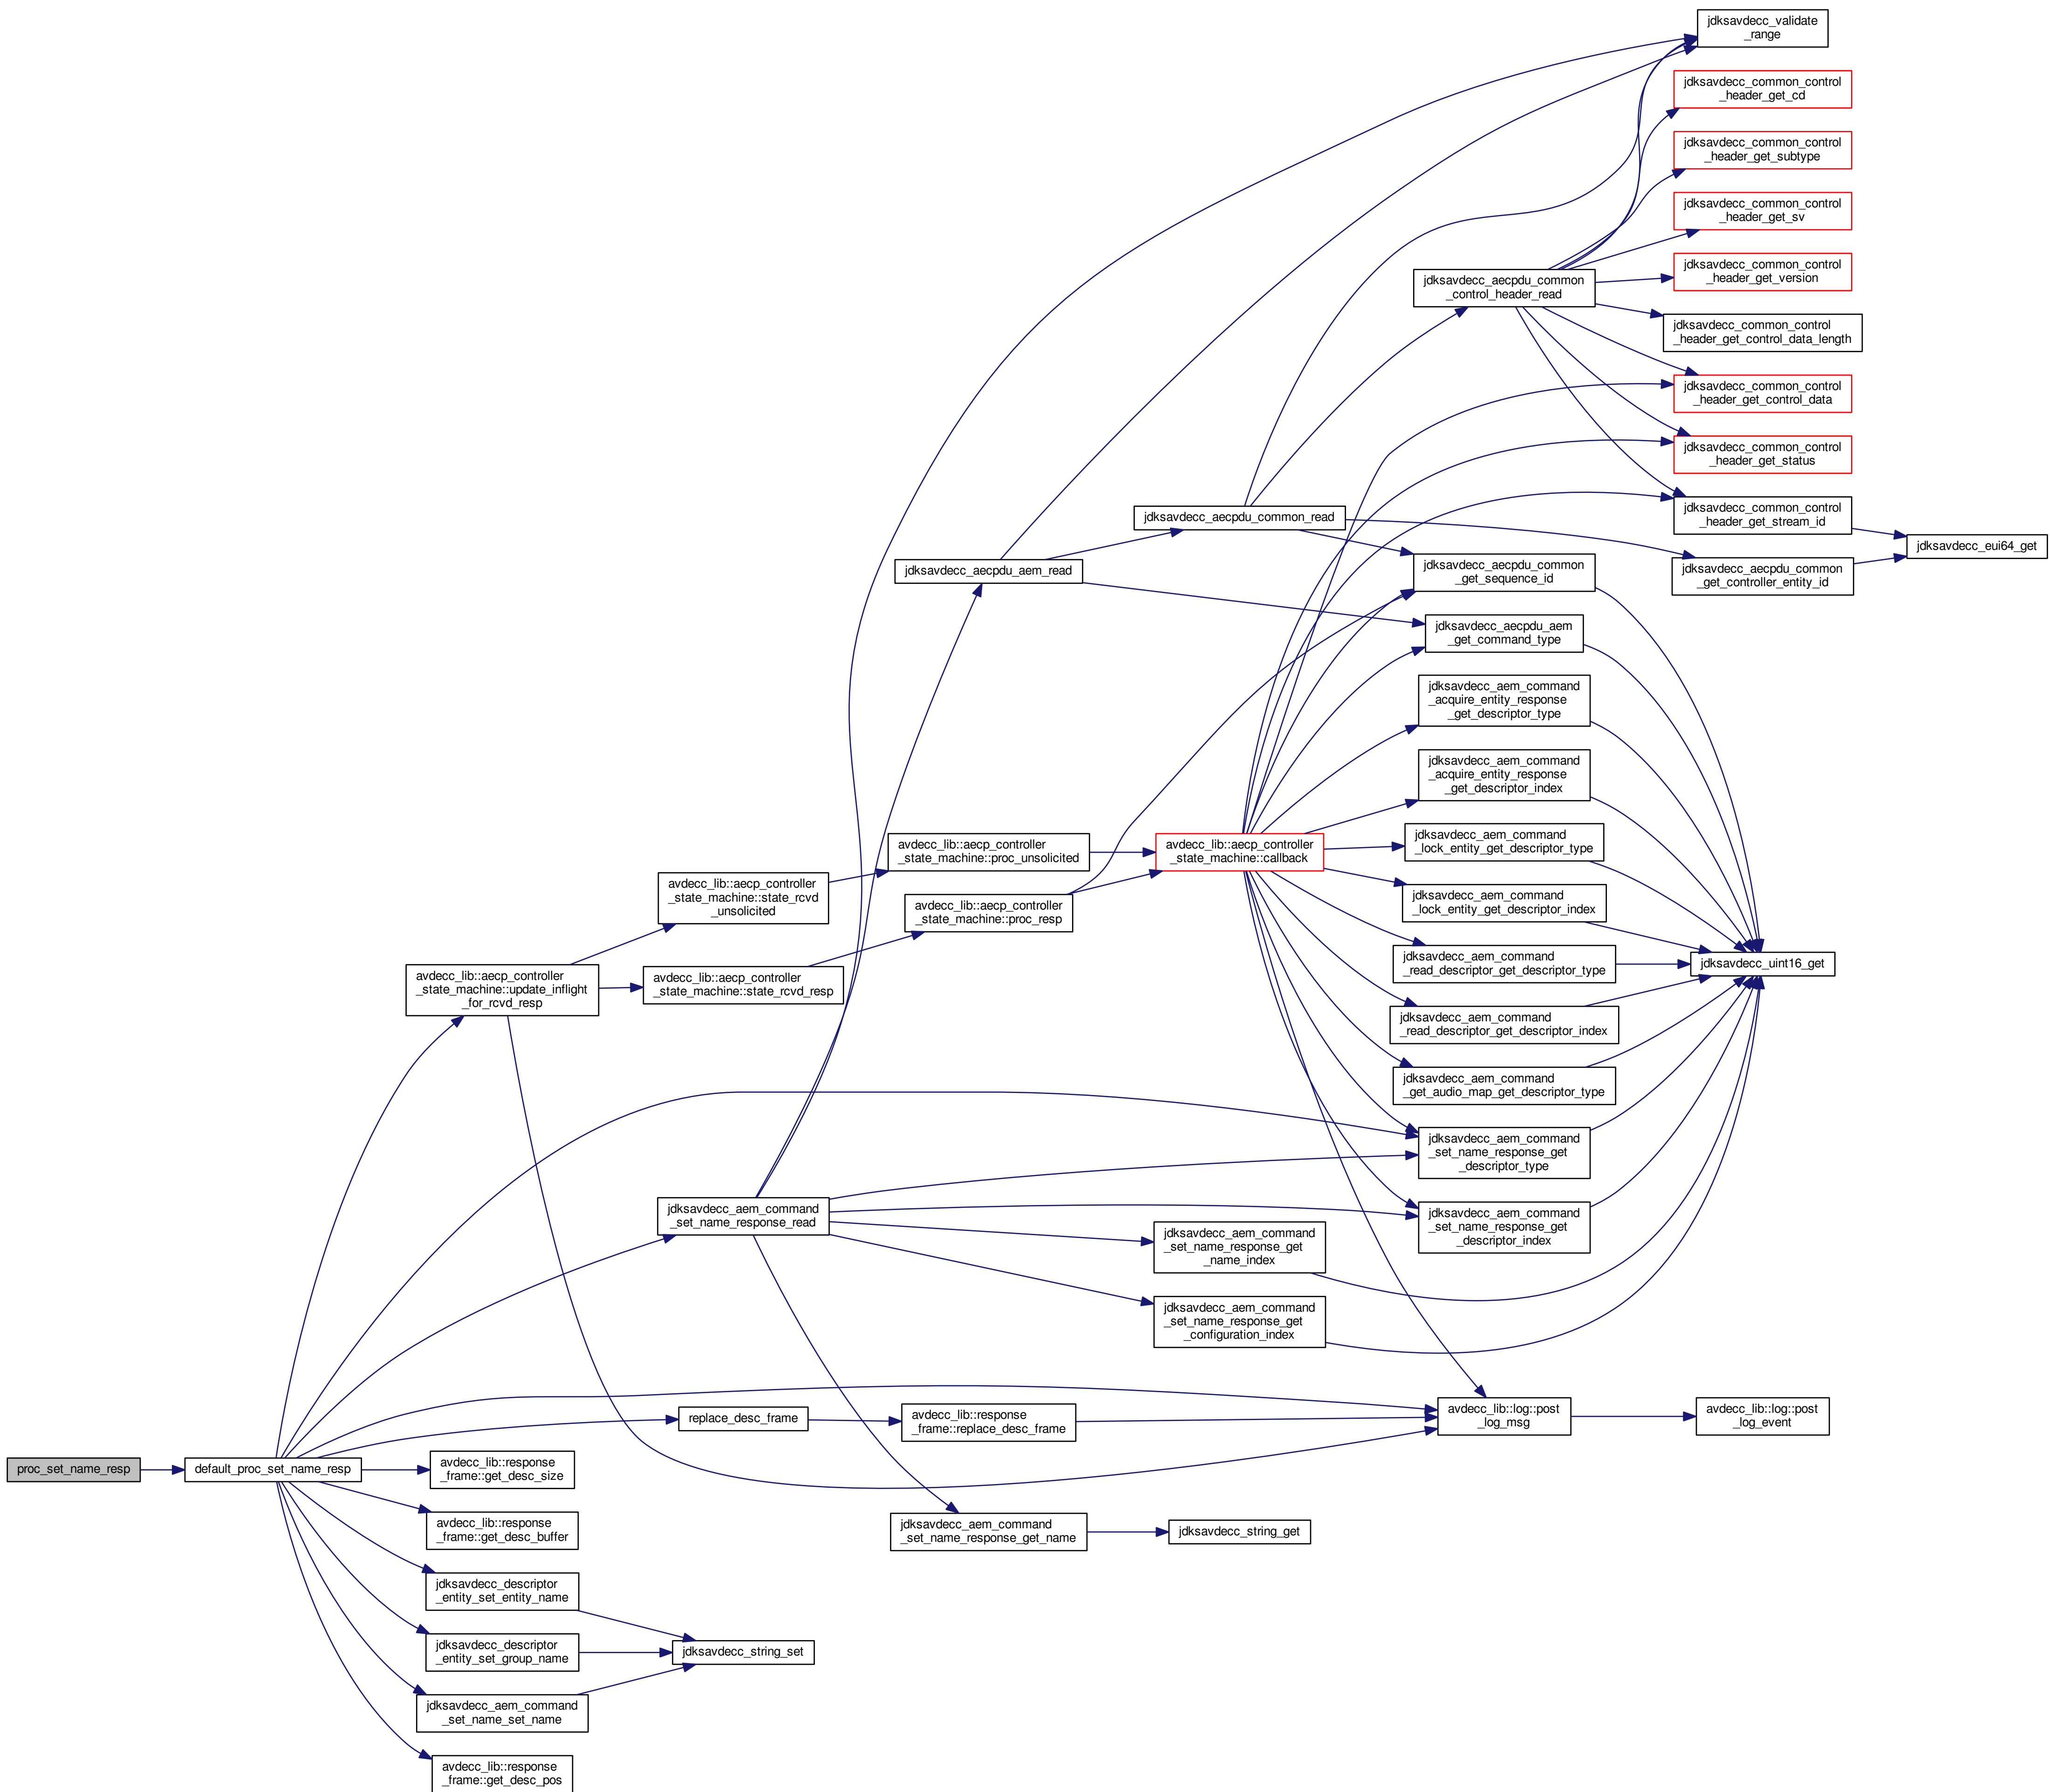 jdksavdecc_validate
_range
jdksavdecc_common_control
_header_get_cd
jdksavdecc_common_control
_header_get_subtype
jdksavdecc_common_control
_header_get_sv
jdksavdecc_common_control
_header_get_version
jdksavdecc_aecpdu_common
_control_header_read
jdksavdecc_common_control
_header_get_control_data_length
jdksavdecc_common_control
_header_get_control_data
jdksavdecc_common_control
_header_get_status
jdksavdecc_common_control
_header_get_stream_id
jdksavdecc_aecpdu_common_read
jdksavdecc_eui64_get
jdksavdecc_aecpdu_aem_read
jdksavdecc_aecpdu_common
_get_sequence_id
jdksavdecc_aecpdu_common
_get_controller_entity_id
jdksavdecc_aecpdu_aem
_get_command_type
jdksavdecc_aem_command
_acquire_entity_response
_get_descriptor_type
jdksavdecc_aem_command
_acquire_entity_response
_get_descriptor_index
avdecc_lib::aecp_controller
_state_machine::proc_unsolicited
avdecc_lib::aecp_controller
_state_machine::callback
jdksavdecc_aem_command
_lock_entity_get_descriptor_type
avdecc_lib::aecp_controller
_state_machine::state_rcvd
_unsolicited
avdecc_lib::aecp_controller
_state_machine::proc_resp
jdksavdecc_aem_command
_lock_entity_get_descriptor_index
avdecc_lib::aecp_controller
_state_machine::update_inflight
_for_rcvd_resp
avdecc_lib::aecp_controller
_state_machine::state_rcvd_resp
jdksavdecc_aem_command
_read_descriptor_get_descriptor_type
jdksavdecc_uint16_get
jdksavdecc_aem_command
_read_descriptor_get_descriptor_index
jdksavdecc_aem_command
_get_audio_map_get_descriptor_type
jdksavdecc_aem_command
_set_name_response_get
_descriptor_type
jdksavdecc_aem_command
_set_name_response_read
jdksavdecc_aem_command
_set_name_response_get
_descriptor_index
jdksavdecc_aem_command
_set_name_response_get
_name_index
jdksavdecc_aem_command
_set_name_response_get
_configuration_index
replace_desc_frame
avdecc_lib::response
_frame::replace_desc_frame
avdecc_lib::log::post
_log_msg
avdecc_lib::log::post
_log_event
proc_set_name_resp
default_proc_set_name_resp
avdecc_lib::response
_frame::get_desc_size
avdecc_lib::response
_frame::get_desc_buffer
jdksavdecc_aem_command
_set_name_response_get_name
jdksavdecc_string_get
jdksavdecc_descriptor
_entity_set_entity_name
jdksavdecc_descriptor
_entity_set_group_name
jdksavdecc_string_set
jdksavdecc_aem_command
_set_name_set_name
avdecc_lib::response
_frame::get_desc_pos